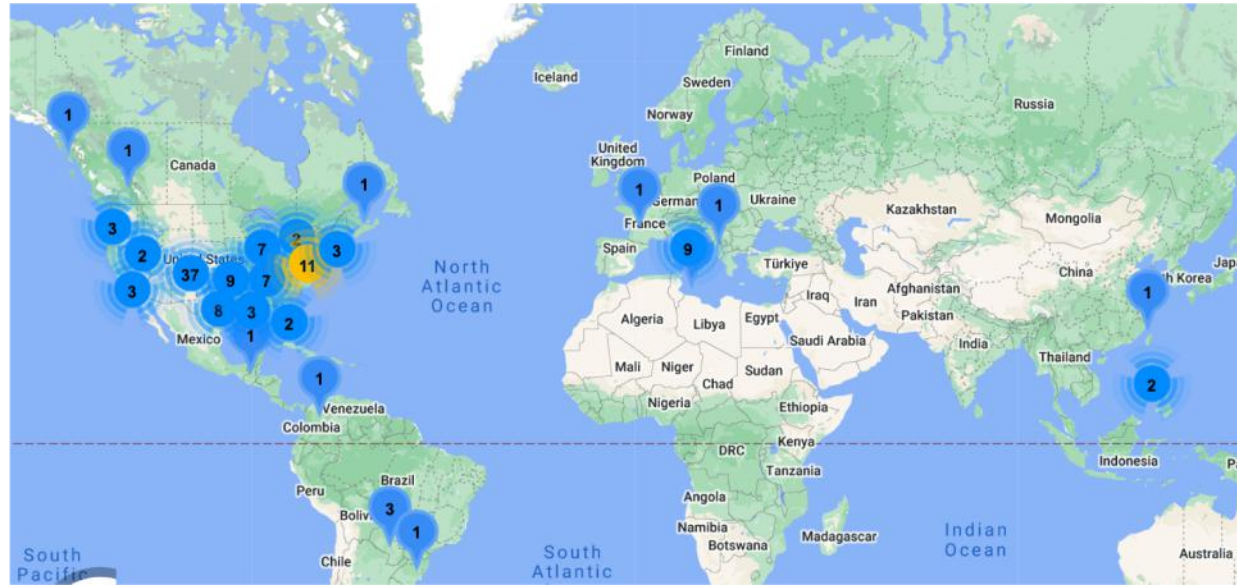 Iceland
Finland
Sweden
Norway
Russia
1
1
Canada
1
United
Kingdom
1
Poland
1
German
Ukraine
France
Kazakhstan
Mongolia
3
2
7
2
11
3
North
Atlantic
Ocean
Spain
9
Türkiye
China
th Korea
Japa
United States
37
9
7
3
8
3
2
1
Mexico
Algeria
Libya
Egypt
Iraq
Iran
Afghanistan
Pakistan
Saudi Arabia
India
1
Mali
Niger
Chad
Sudan
Thailand
2
1
Venezuela
Colombia
Nigeria
Ethiopia
Kenya
DRC
Tanzania
Indonesia
Pa
Peru
Brazil
Boliv
3
1
Angola
Namibia
Botswana
Madagascar
Indian
Ocean
Australia
Chile
South
Pacific
South
Atlantic